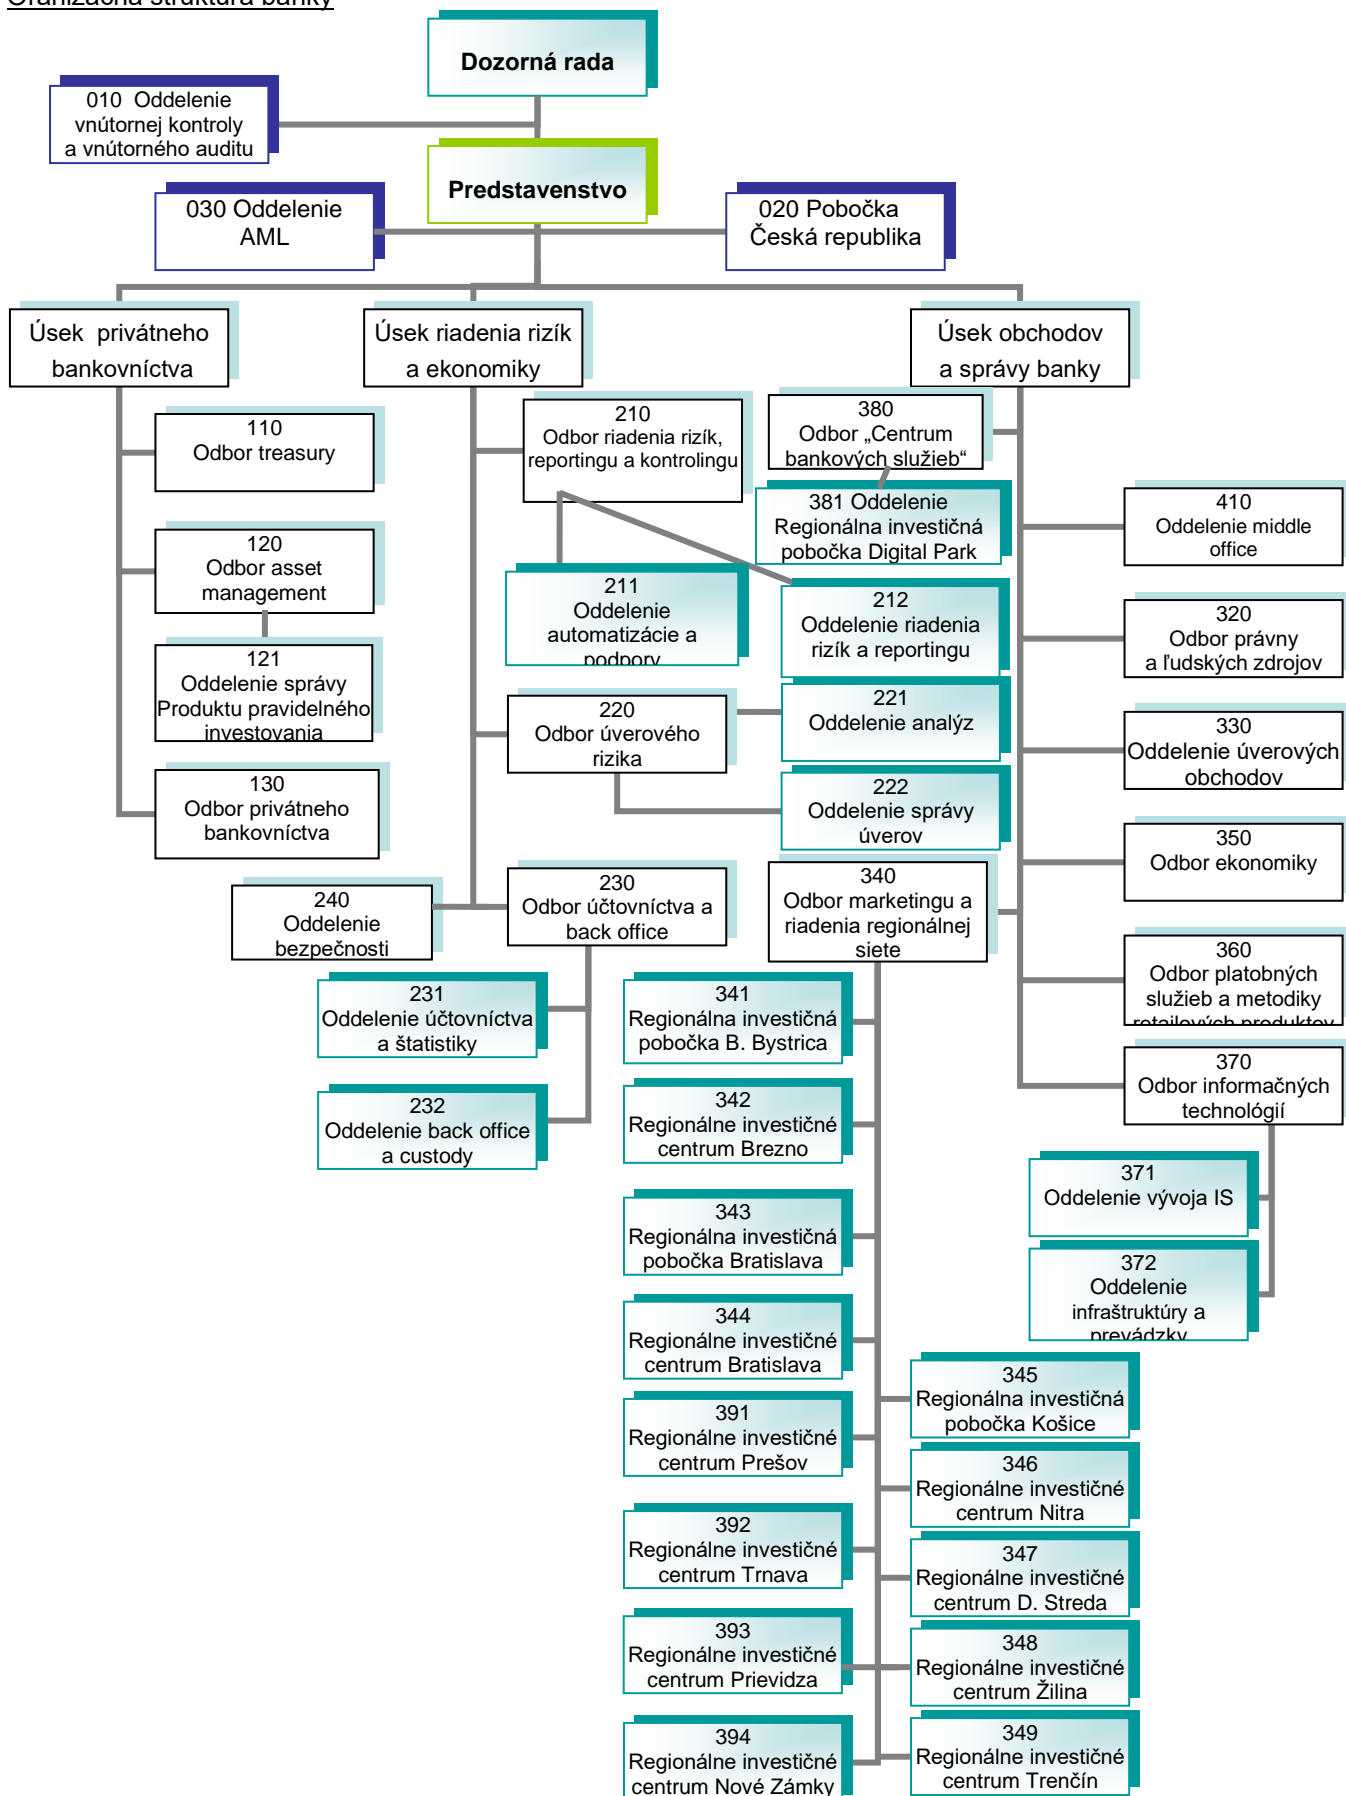 Oranizačná štruktúra banky
Dozorná rada
010 Oddelenie
vnútornej kontroly
a vnútorného auditu
Predstavenstvo
030 Oddelenie
AML
020 Pobočka
Česká republika
Úsek privátneho
bankovníctva
Úsek riadenia rizík
a ekonomiky
Úsek obchodov
a správy banky
110
Odbor treasury
120
Odbor asset
management
121
Oddelenie správy
Produktu pravidelného
investovania
130
Odbor privátneho
bankovníctva
210
Odbor riadenia rizík,
reportingu a kontrolingu
211
Oddelenie
automatizácie a
podpory
212
Oddelenie riadenia
rizík a reportingu
220
Odbor úverového
rizika
221
Oddelenie analýz
222
Oddelenie správy
úverov
240
Oddelenie
bezpečnosti
230
Odbor účtovníctva a
back office
231
Oddelenie účtovníctva
a štatistiky
232
Oddelenie back office
a custody
380
Odbor „Centrum
bankových služieb“
381 Oddelenie
Regionálna investičná
pobočka Digital Park
410
Oddelenie middle
office
320
Odbor právny
a ľudských zdrojov
330
Oddelenie úverových
obchodov
350
Odbor ekonomiky
340
Odbor marketingu a
riadenia regionálnej
siete
360
Odbor platobných
služieb a metodiky
retailových produktov
370
Odbor informačných
technológií
371
Oddelenie vývoja IS
372
Oddelenie
infraštruktúry a
prevádzky
341
Regionálna investičná
pobočka B. Bystrica
342
Regionálne investičné
centrum Brezno
343
Regionálna investičná
pobočka Bratislava
344
Regionálne investičné
centrum Bratislava
391
Regionálne investičné
centrum Prešov
392
Regionálne investičné
centrum Trnava
393
Regionálne investičné
centrum Prievidza
394
Regionálne investičné
centrum Nové Zámky
345
Regionálna investičná
pobočka Košice
346
Regionálne investičné
centrum Nitra
347
Regionálne investičné
centrum D. Streda
348
Regionálne investičné
centrum Žilina
349
Regionálne investičné
centrum Trenčín